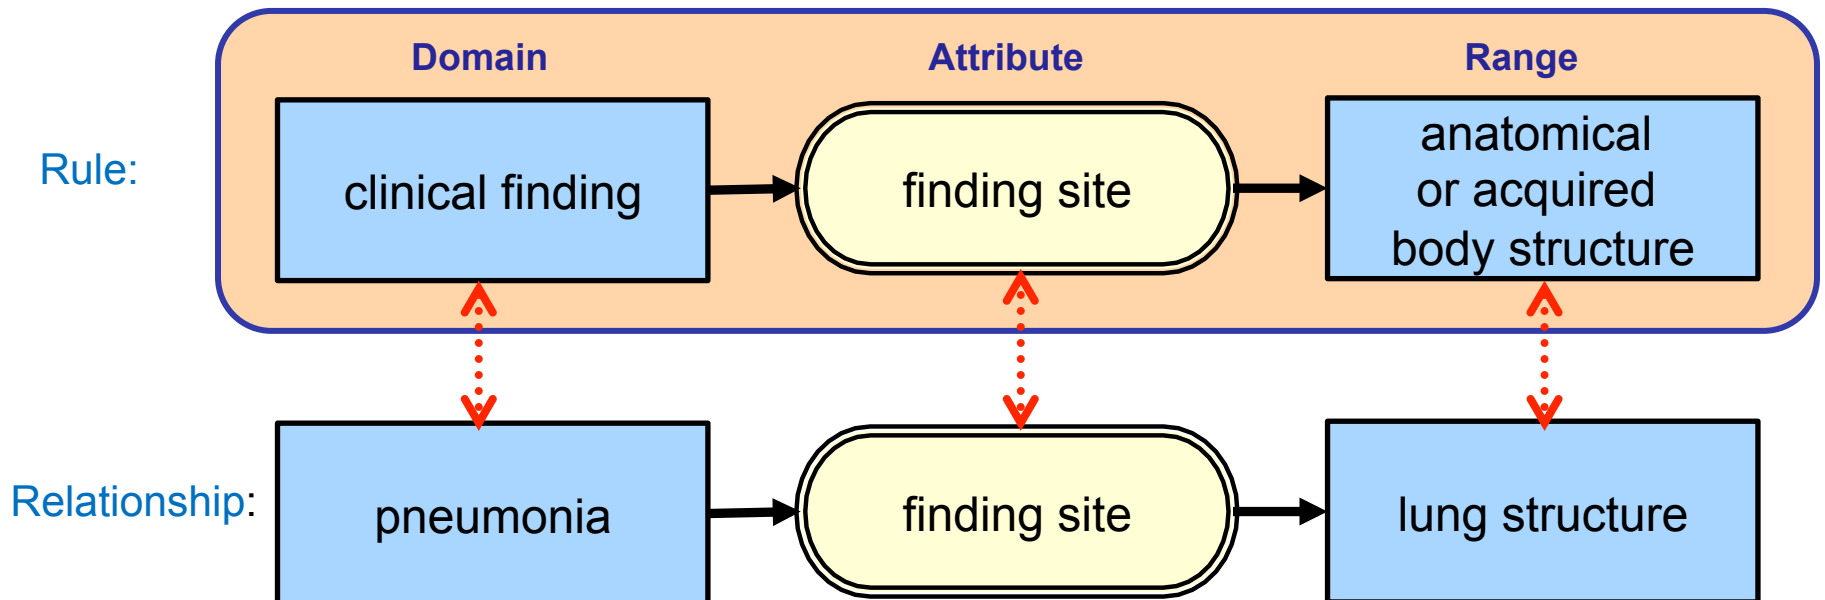 Domain
Attribute
Range
Rule:
clinical finding
finding site
anatomical
or acquired
body structure
Relationship:
pneumonia
finding site
lung structure